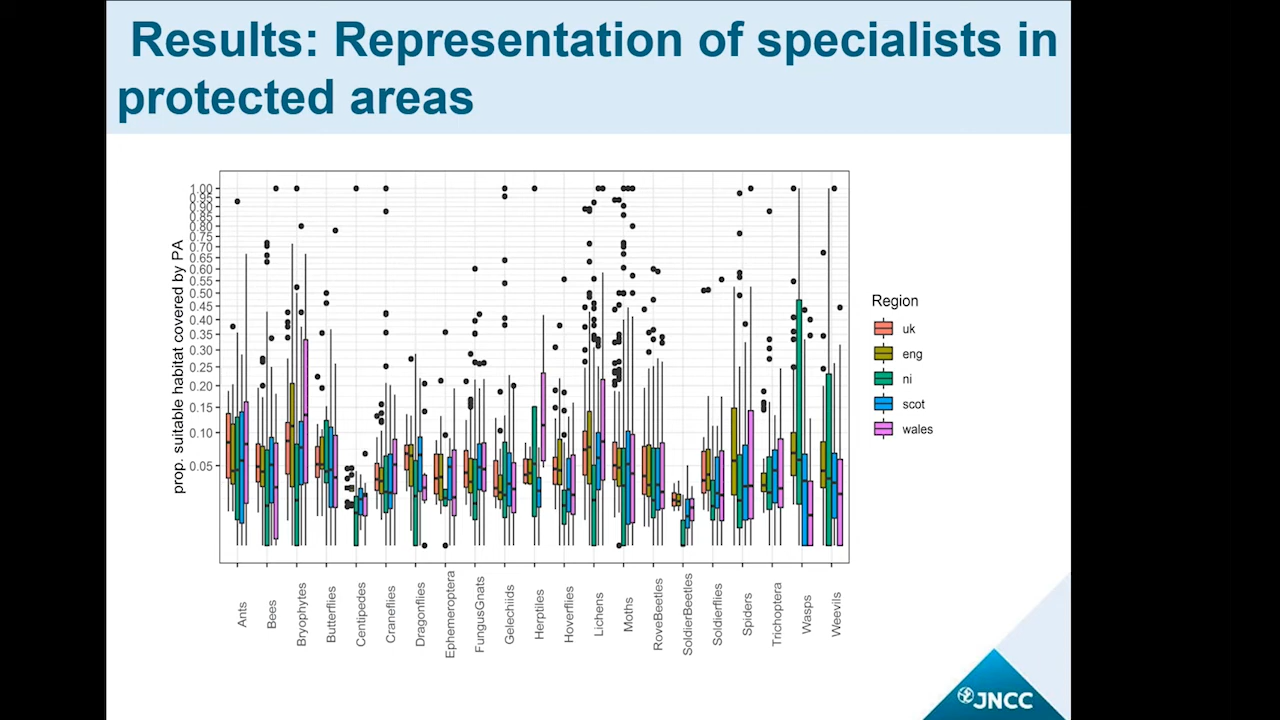 Results: Representation of specialists in
protected areas
prop. suitable habitat covered by PA
1.00
0.95
0.90
0.85
0.80
0.75
0.70
0.65
0.60
0.55
0.50
0.45
0.40
0.35
0.30
0.25
0.20
0.15
0.10
0.05
Ants
Bees
Bryophytes
Butterflies
Centipedes
Craneflies
Dragonflies
Ephemeroptera
FungusGnats
Gelechiids
Herptiles
Hoverflies
Lichens
Moths
RoveBeetles
SoldierBeetles
Soldierflies
Spiders
Trichoptera
Wasps
Weevils
Region
uk
eng
ni
scot
wales
JNCC